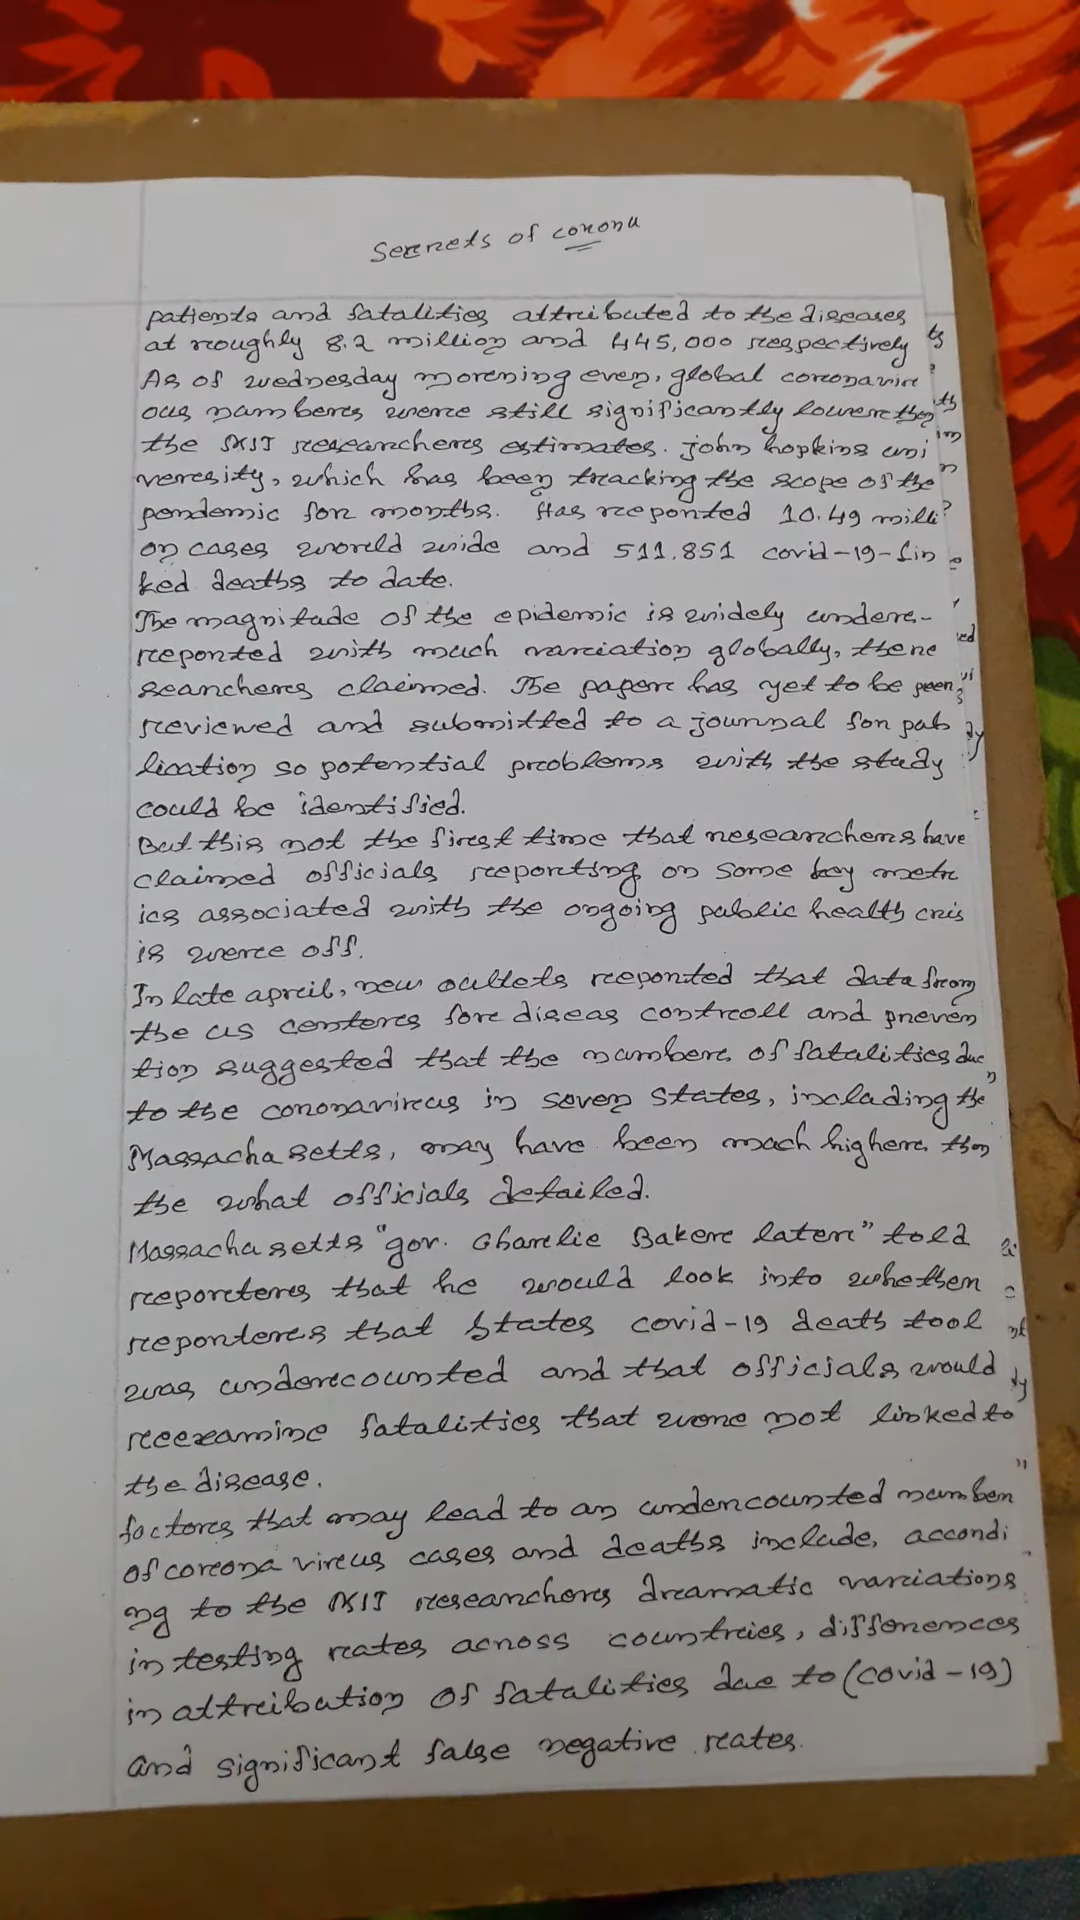 Secrets of corona
patients and fatalities attributed to the diseases
at roughly 8.2 million and 445,000 respectively
As of wednesday morening even, global coronavir
ous numbers were still significantly lower then
the MIT researchers estimates. john hopkins uni
versity, which has been tracking the scope of the
pendemic for months. Has reported 10.49 milli
on cases world wide and 511.851 covid-19-lin
ked deaths to date.
The magnitude of the epidemic is widely under-
reported with much variation globally, the re
searchers claimed. The paper has yet to be peer
reviewed and submitted to a journal for pub
lication so potential problems with the study
could be identified.
But this not the first time that researchers have
claimed officials reporting on some key metr
ics associated with the ongoing public health cris
is were off.
In late april, new outlets reported that data from
the us centers for diseas controll and preven
tion suggested that the numbers of fatalities due
to the coronavirus in seven states, including the
Massachusetts, may have been much higher than
the what officials detailed.
Massachusetts "gov. Charlie Baker later" told
reporters that he would look into whether
reporters that states covid-19 death tool
was undercounted and that officials would
reexamine fatalities that were not linked to
the disease.
factors that may lead to an undercounted number
of corona virus cases and deaths include, accordi
ng to the MIT researchers dramatic variations
in testing rates across countries, differences
in attribution of fatalities due to (covid-19)
and significant false negative rates.